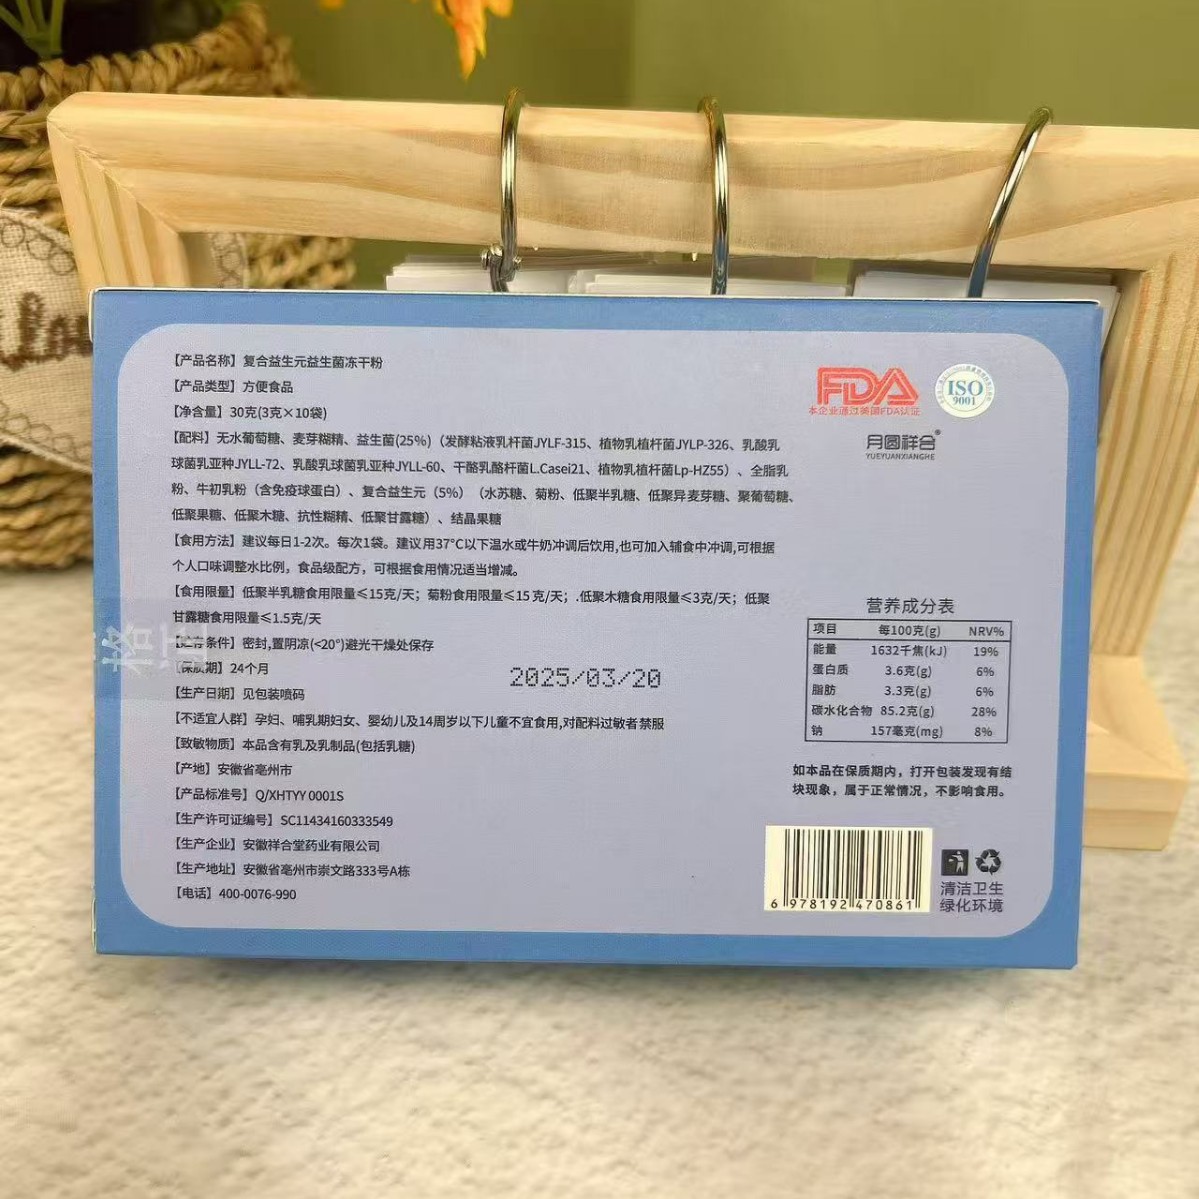 【产品名称】复合益生元益生菌冻干粉
【产品类型】方便食品
【净含量】30克(3克×10袋)
【配料】无水葡萄糖、麦芽糊精、益生菌(25%)（发酵粘液乳杆菌JYLF-315、植物乳植杆菌JYLP-326、乳酸乳
球菌乳亚种JYLL-72、乳酸乳球菌乳亚种JYLL-60、干酪乳酪杆菌L.Casei21、植物乳植杆菌Lp-HZ55）、全脂乳
粉、牛初乳粉（含免疫球蛋白）、复合益生元（5%）（水苏糖、菊粉、低聚半乳糖、低聚异麦芽糖、聚葡萄糖、
低聚果糖、低聚木糖、抗性糊精、低聚甘露糖）、结晶果糖
【食用方法】建议每日1-2次。每次1袋。建议用37°C以下温水或牛奶冲调后饮用,也可加入辅食中冲调,可根据
个人口味调整水比例，食品级配方，可根据食用情况适当增减。
【食用限量】低聚半乳糖食用限量≤15克/天；菊粉食用限量≤15克/天；.低聚木糖食用限量≤3克/天；低聚
甘露糖食用限量≤1.5克/天
条件】密封,置阴凉(<20°)避光干燥处保存
【保质期】24个月
【生产日期】见包装喷码
2025/03/20
【不适宜人群】孕妇、哺乳期妇女、婴幼儿及14周岁以下儿童不宜食用,对配料过敏者禁服
【致敏物质】本品含有乳及乳制品(包括乳糖)
【产地】安徽省亳州市
【产品标准号】Q/XHTYY 0001S
【生产许可证编号】SC11434160333549
【生产企业】安徽祥合堂药业有限公司
【生产地址】安徽省亳州市崇文路333号A栋
【电话】400-0076-990
格证
FDA
本企业通过美国FDA认证
ISO
9001
月圆祥合®
YUEYUANXIANGHE
营养成分表
项目 每100克(g) NRV%
能量 1632千焦(kJ) 19%
蛋白质 3.6克(g) 6%
脂肪 3.3克(g) 6%
碳水化合物 85.2克(g) 28%
钠 157毫克(mg) 8%
如本品在保质期内，打开包装发现有结
块现象，属于正常情况，不影响食用。
6 978192 470861
清洁卫生
绿化环境